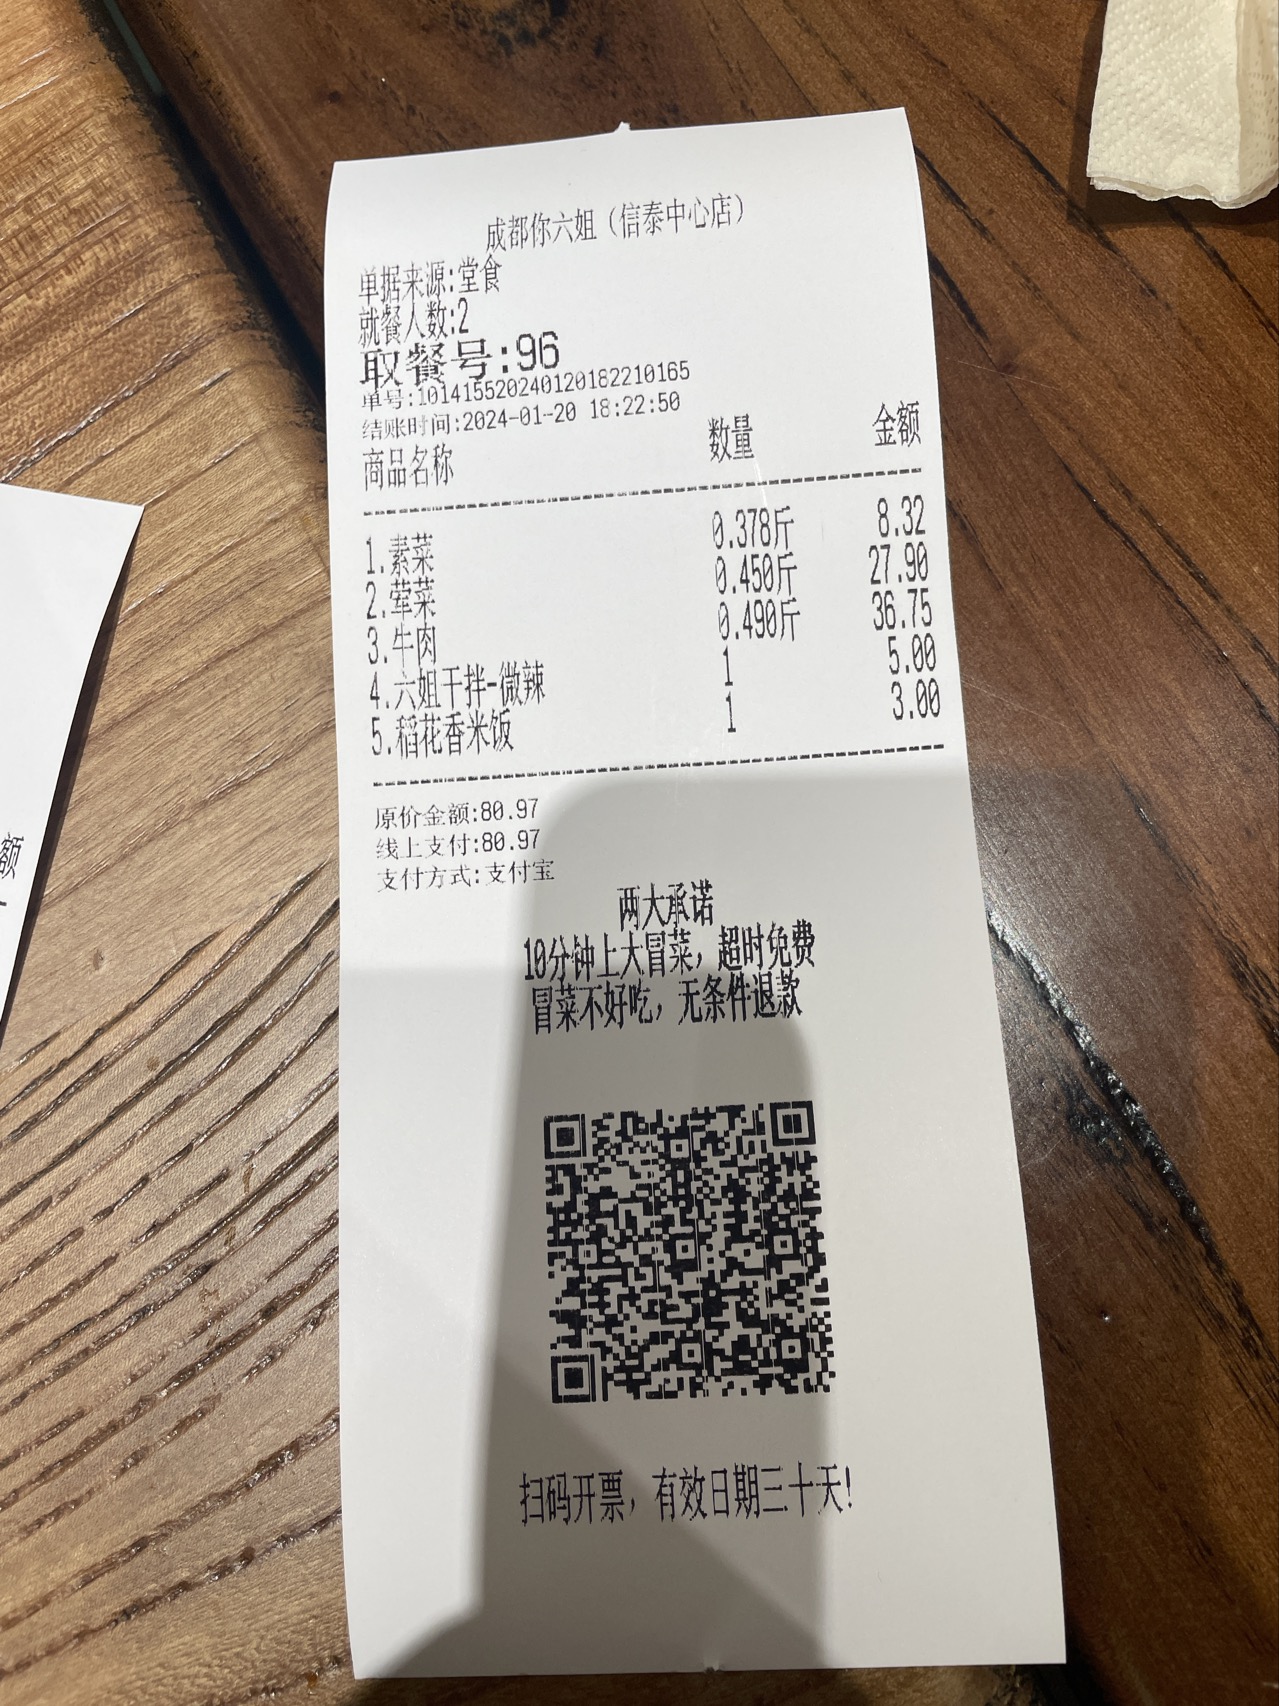 成都你六姐（信泰中心店）
单据来源:堂食
就餐人数:2
取餐号:96
单号:101415520240120182210165
结账时间:2024-01-20 18:22:50
商品名称 数量 金额
1.素菜 0.378斤 8.32
2.荤菜 0.450斤 27.90
3.牛肉 0.490斤 36.75
4.六姐干拌-微辣 1 5.00
5.稻花香米饭 1 3.00
原价金额:80.97
线上支付:80.97
支付方式:支付宝
两大承诺
10分钟上大冒菜，超时免费
冒菜不好吃，无条件退款
扫码开票，有效日期三十天!
额